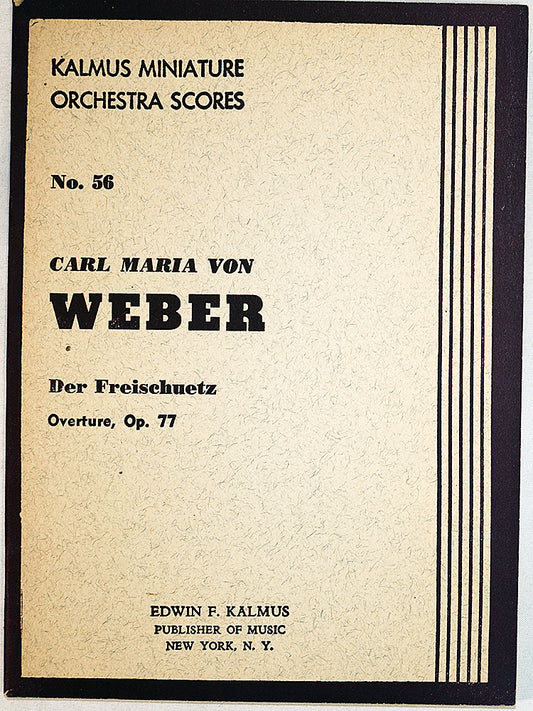 KALMUS MINIATURE
ORCHESTRA SCORES
No. 56
CARL MARIA VON
WEBER
Der Freischuetz
Overture, Op. 77
EDWIN F. KALMUS
PUBLISHER OF MUSIC
NEW YORK, N. Y.